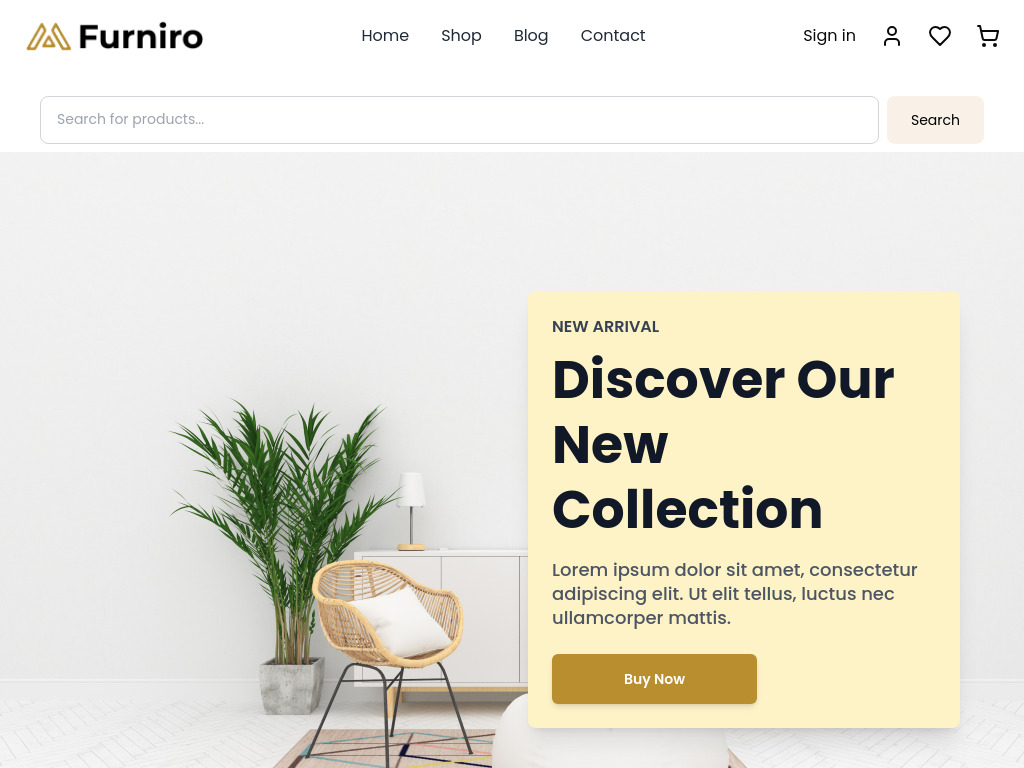 Furniro
Home Shop Blog Contact
Sign in
Search for products...
Search
NEW ARRIVAL
Discover Our
New
Collection
Lorem ipsum dolor sit amet, consectetur
adipiscing elit. Ut elit tellus, luctus nec
ullamcorper mattis.
Buy Now